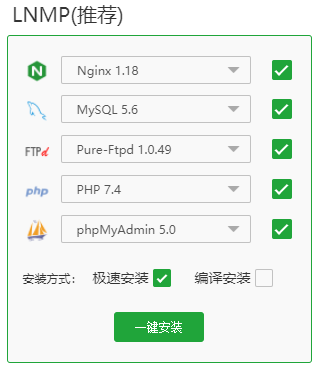 LNMP(推荐)
Nginx 1.18
MySQL 5.6
FTPd Pure-Ftpd 1.0.49
php PHP 7.4
phpMyAdmin 5.0
安装方式: 极速安装 编译安装
一键安装